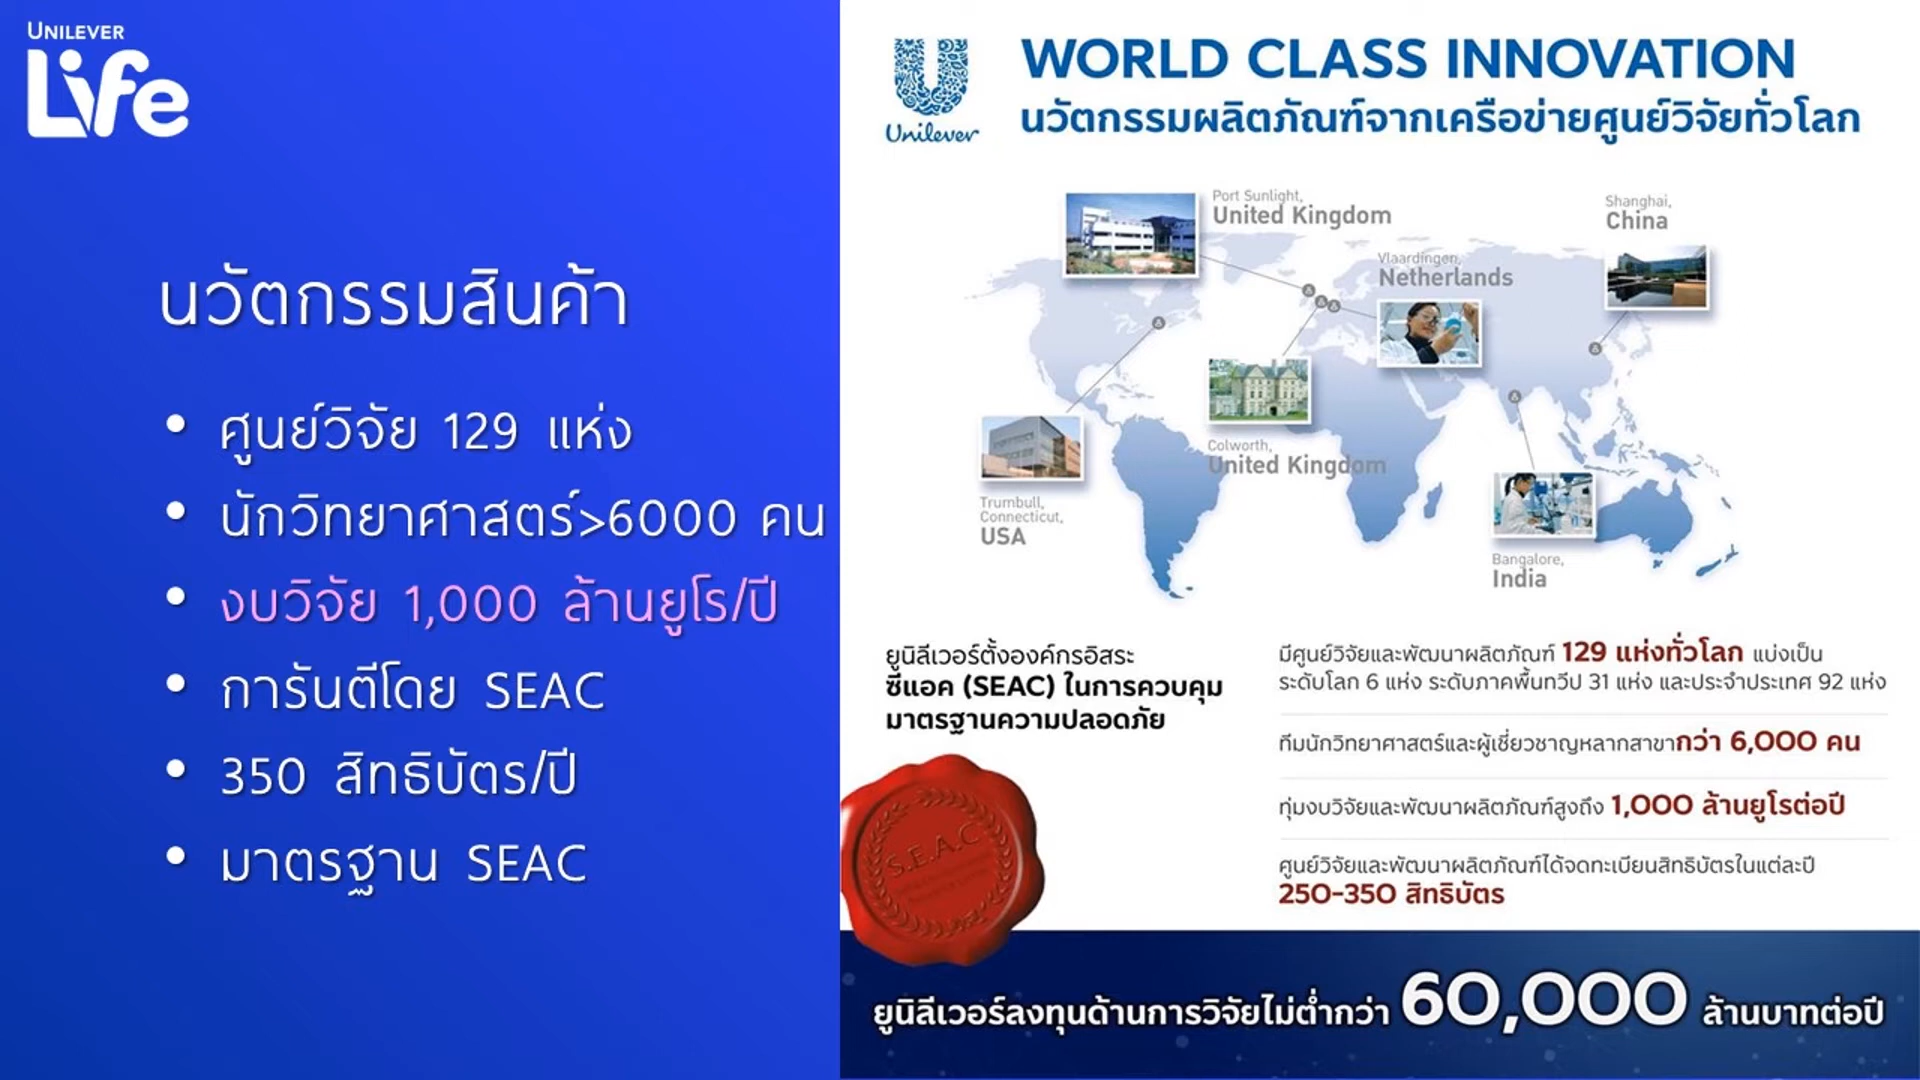 UNILEVER
Life
นวัตกรรมสินค้า
• ศูนย์วิจัย 129 แห่ง
• นักวิทยาศาสตร์>6000 คน
• งบวิจัย 1,000 ล้านยูโร/ปี
• การันตีโดย SEAC
• 350 สิทธิบัตร/ปี
• มาตรฐาน SEAC
Unilever
WORLD CLASS INNOVATION
นวัตกรรมผลิตภัณฑ์จากเครือข่ายศูนย์วิจัยทั่วโลก
Port Sunlight,
United Kingdom
Shanghai,
China
Vlaardingen,
Netherlands
Colworth,
United Kingdom
Trumbull,
Connecticut,
USA
Bangalore,
India
ยูนิลีเวอร์ตั้งองค์กรอิสระ
ซีแอค (SEAC) ในการควบคุม
มาตรฐานความปลอดภัย
S.E.A.C
มีศูนย์วิจัยและพัฒนาผลิตภัณฑ์ 129 แห่งทั่วโลก แบ่งเป็น
ระดับโลก 6 แห่ง ระดับภาคพื้นทวีป 31 แห่ง และประจำประเทศ 92 แห่ง
ทีมนักวิทยาศาสตร์และผู้เชี่ยวชาญหลากสาขากว่า 6,000 คน
ทุ่มงบวิจัยและพัฒนาผลิตภัณฑ์สูงถึง 1,000 ล้านยูโรต่อปี
ศูนย์วิจัยและพัฒนาผลิตภัณฑ์ได้จดทะเบียนสิทธิบัตรในแต่ละปี
250-350 สิทธิบัตร
ยูนิลีเวอร์ลงทุนด้านการวิจัยไม่ต่ำกว่า 60,000 ล้านบาทต่อปี